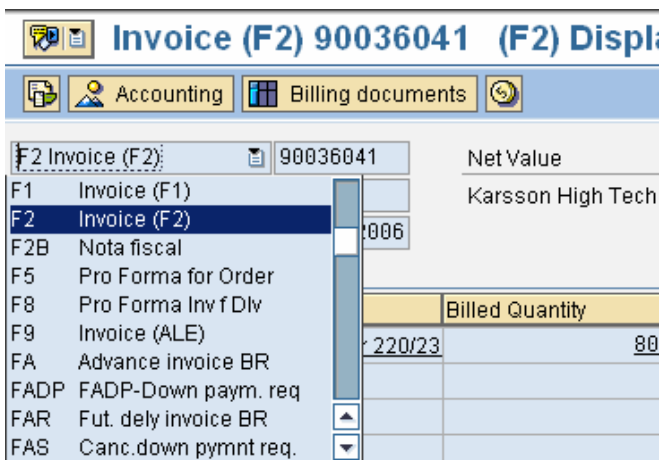 Invoice (F2) 90036041 (F2) Displa
Accounting Billing documents
F2 Invoice (F2) 90036041 Net Value
F1 Invoice (F1) Karsson High Tech
F2 Invoice (F2)
2006
F2B Nota fiscal
F5 Pro Forma for Order
F8 Pro Forma Inv f Dlv Billed Quantity
F9 Invoice (ALE) 220/23 80
FA Advance invoice BR
FADP FADP-Down paym. req
FAR Fut. dely invoice BR
FAS Canc.down pymnt req.